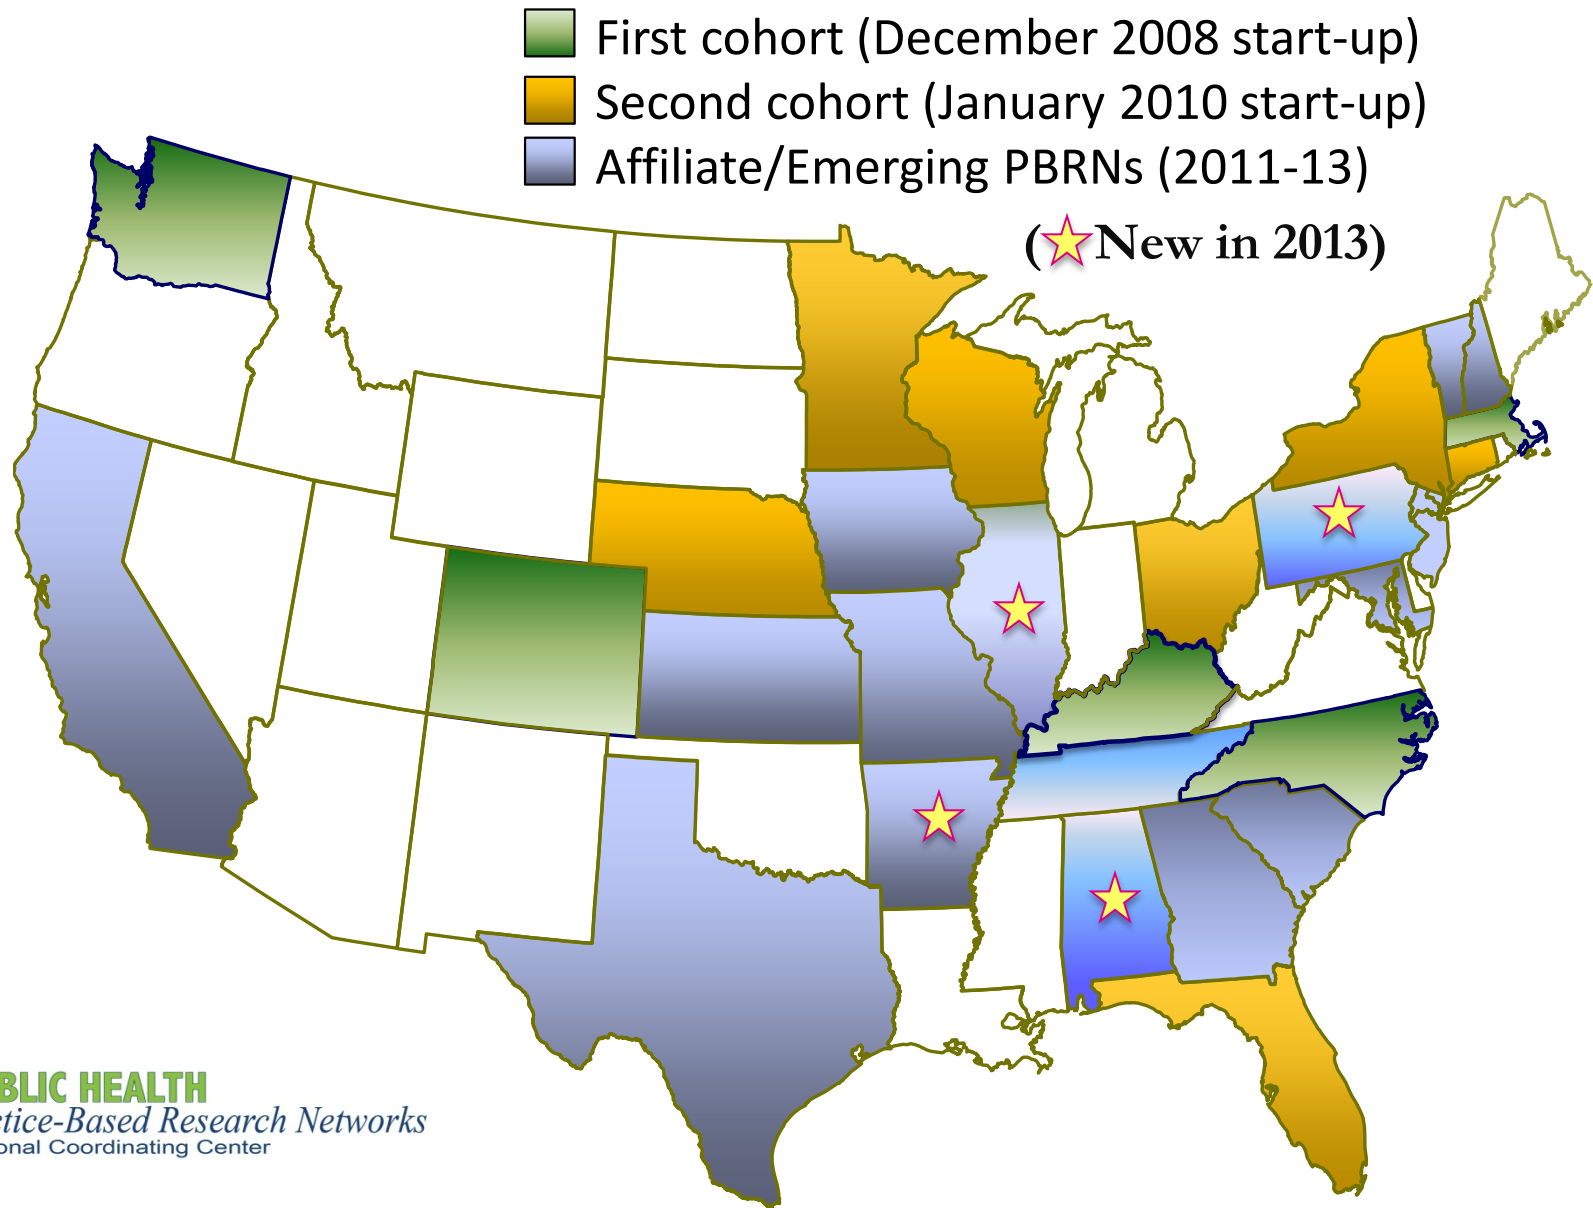 First cohort (December 2008 start-up)
Second cohort (January 2010 start-up)
Affiliate/Emerging PBRNs (2011-13)
(New in 2013)
BLIC HEALTH
ctice-Based Research Networks
onal Coordinating Center